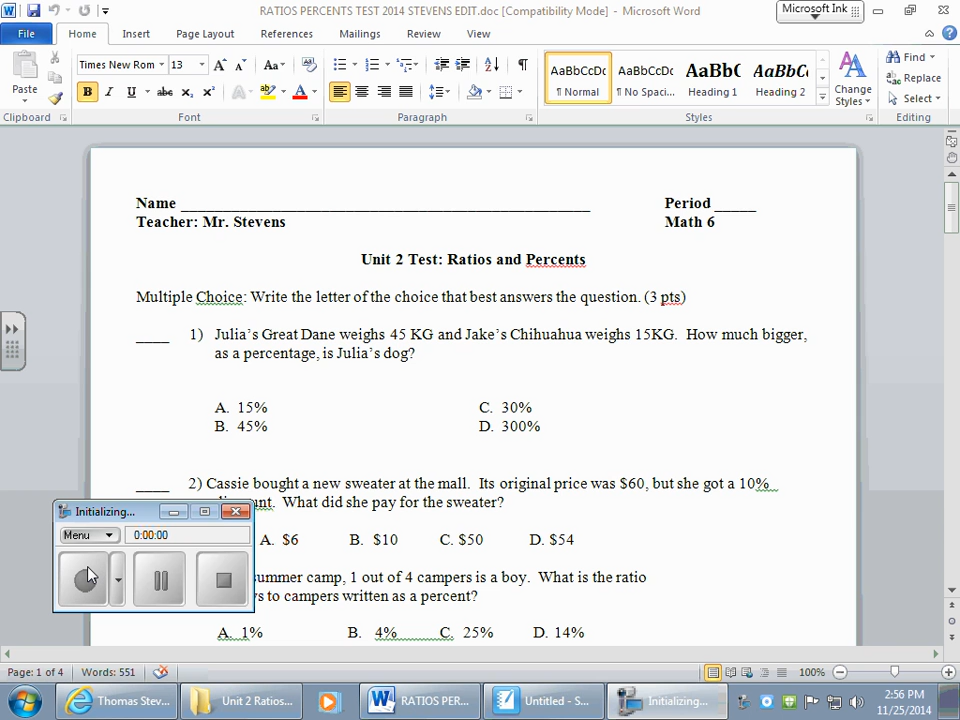 RATIOS PERCENTS TEST 2014 STEVENS EDIT.doc [Compatibility Mode] - Microsoft Word
Microsoft Ink
File Home Insert Page Layout References Mailings Review View
Paste
Times New Rom 13
Aa
AaBbCcDc AaBbCcDc AaBbC AaBbCc
¶ Normal ¶ No Spaci... Heading 1 Heading 2
Change
Styles
Find
Replace
Select
B I U abc
Clipboard Font Paragraph Styles Editing
Name ____ Period _____
Teacher: Mr. Stevens Math 6
Unit 2 Test: Ratios and Percents
Multiple Choice: Write the letter of the choice that best answers the question. (3 pts)
____ 1) Julia's Great Dane weighs 45 KG and Jake's Chihuahua weighs 15KG. How much bigger,
as a percentage, is Julia's dog?
A. 15% C. 30%
B. 45% D. 300%
____ 2) Cassie bought a new sweater at the mall. Its original price was $60, but she got a 10%
What did she pay for the sweater?
A. $6 B. $10 C. $50 D. $54
summer camp, 1 out of 4 campers is a boy. What is the ratio
to campers written as a percent?
A. 1% B. 4% C. 25% D. 14%
Initializing...
Menu 0:00:00
Page: 1 of 4 Words: 551 100%
Thomas Stev... Unit 2 Ratios... RATIOS PER... Untitled - S... Initializing...
2:56 PM
11/25/2014